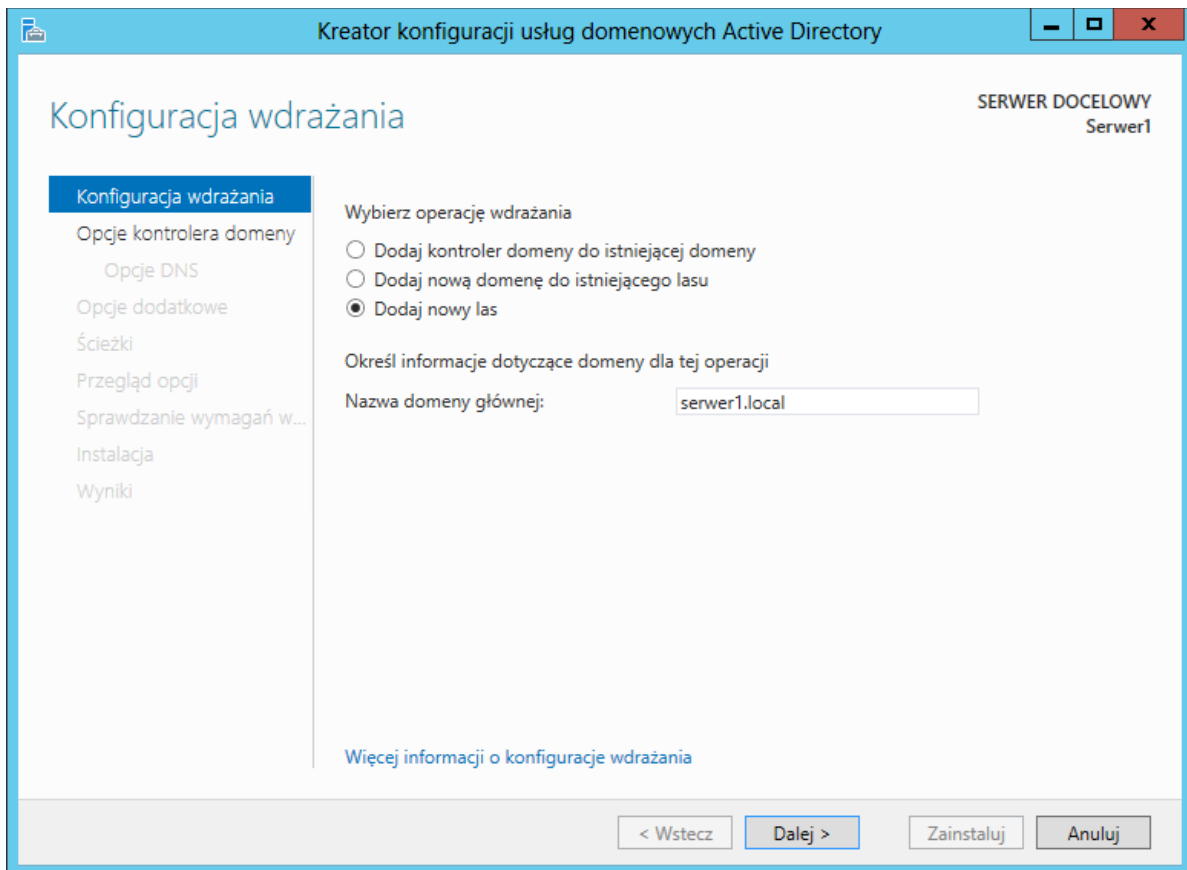 Kreator konfiguracji usług domenowych Active Directory
Konfiguracja wdrażania
SERWER DOCELOWY
Serwer1
Konfiguracja wdrażania
Opcje kontrolera domeny
Opcje DNS
Opcje dodatkowe
Ścieżki
Przegląd opcji
Sprawdzanie wymagań w...
Instalacja
Wyniki
Wybierz operację wdrażania
Dodaj kontroler domeny do istniejącej domeny
Dodaj nową domenę do istniejącego lasu
Dodaj nowy las
Określ informacje dotyczące domeny dla tej operacji
Nazwa domeny głównej: serwer1.local
Więcej informacji o konfiguracje wdrażania
< Wstecz Dalej > Zainstaluj Anuluj